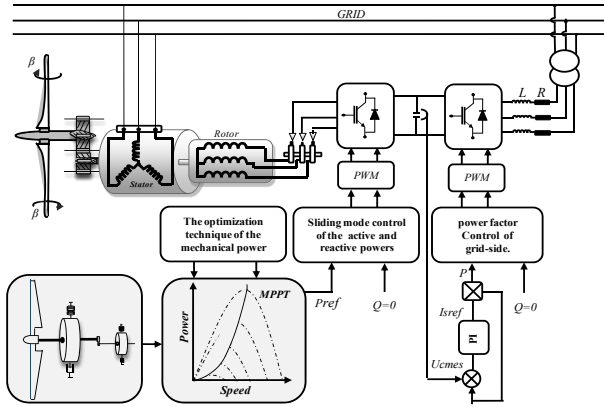 GRID
β
L R
Rotor
Stator
β
PWM
PWM
The optimization
technique of the
mechanical power
Sliding mode control
of the active and
reactive powers
power factor
Control of
grid-side.
MPPT
Power
Speed
Pref
Q=0
P
Q=0
Isref
PI
Ucmes